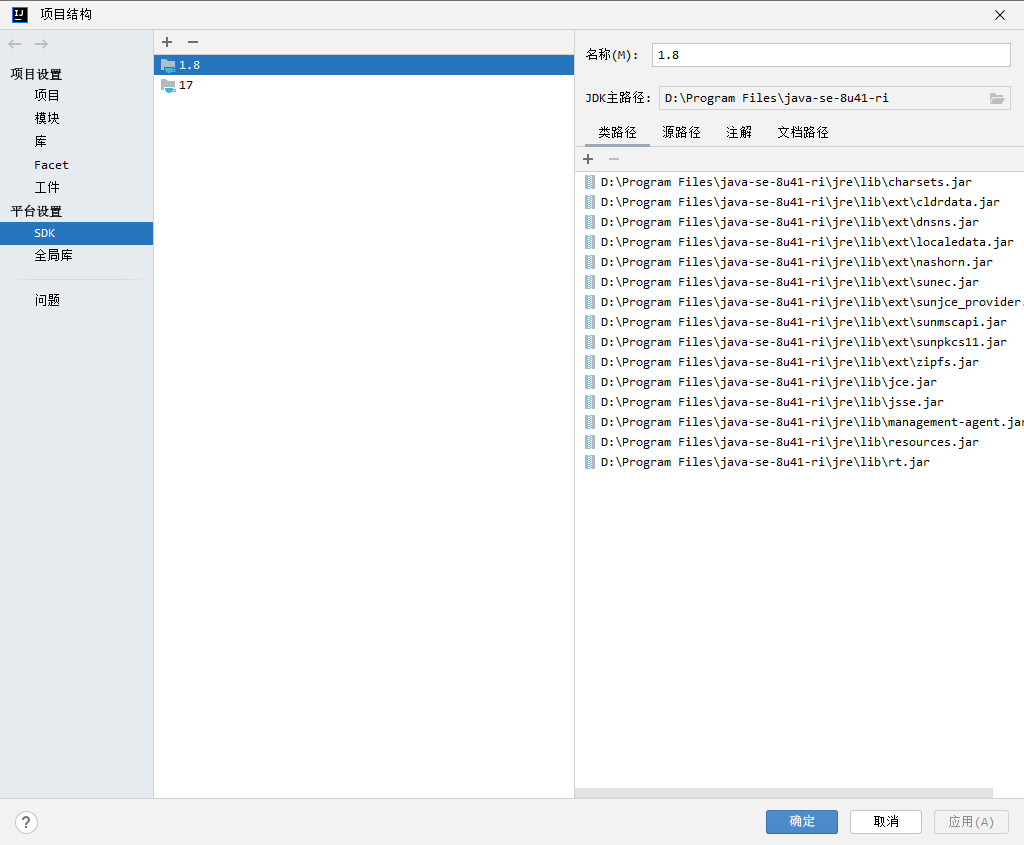 IJ 项目结构
项目设置
项目
模块
库
Facet
工件
平台设置
SDK
全局库
问题
1.8
17
名称(M): 1.8
JDK主路径: D:\Program Files\java-se-8u41-ri
类路径 源路径 注解 文档路径
D:\Program Files\java-se-8u41-ri\jre\lib\charsets.jar
D:\Program Files\java-se-8u41-ri\jre\lib\ext\cldrdata.jar
D:\Program Files\java-se-8u41-ri\jre\lib\ext\dnsns.jar
D:\Program Files\java-se-8u41-ri\jre\lib\ext\localedata.jar
D:\Program Files\java-se-8u41-ri\jre\lib\ext\nashorn.jar
D:\Program Files\java-se-8u41-ri\jre\lib\ext\sunec.jar
D:\Program Files\java-se-8u41-ri\jre\lib\ext\sunjce_provider.
D:\Program Files\java-se-8u41-ri\jre\lib\ext\sunmscapi.jar
D:\Program Files\java-se-8u41-ri\jre\lib\ext\sunpkcs11.jar
D:\Program Files\java-se-8u41-ri\jre\lib\ext\zipfs.jar
D:\Program Files\java-se-8u41-ri\jre\lib\jce.jar
D:\Program Files\java-se-8u41-ri\jre\lib\jsse.jar
D:\Program Files\java-se-8u41-ri\jre\lib\management-agent.jar
D:\Program Files\java-se-8u41-ri\jre\lib\resources.jar
D:\Program Files\java-se-8u41-ri\jre\lib\rt.jar
? 确定 取消 应用(A)